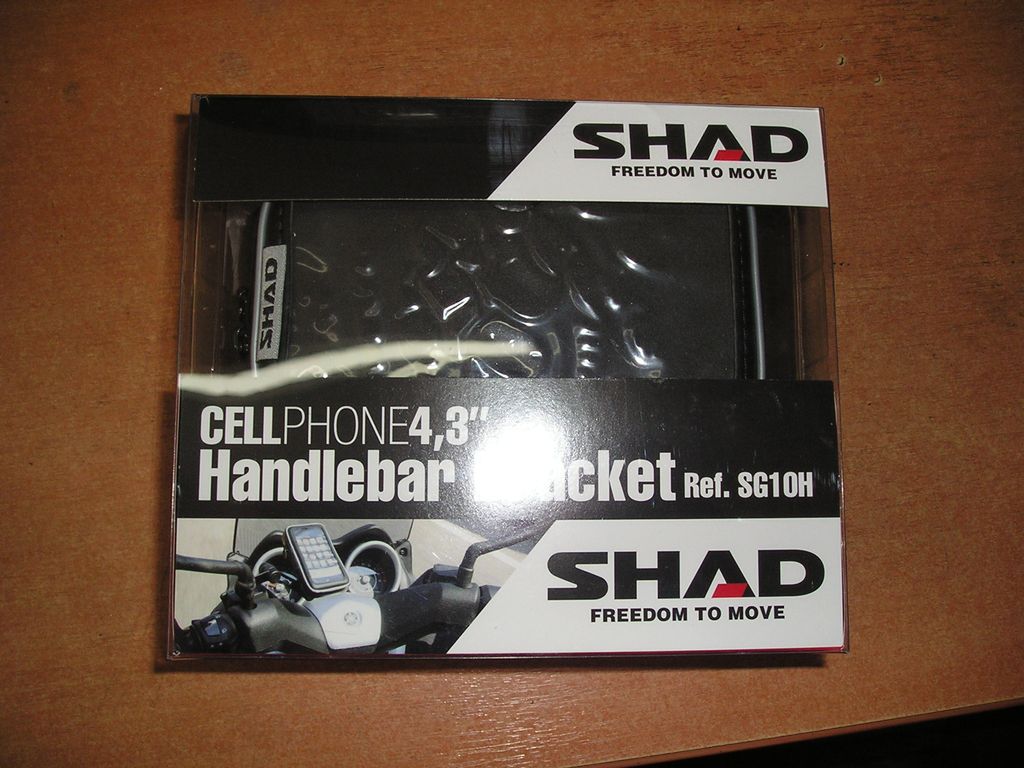 SHAD
FREEDOM TO MOVE
SHAD
CELLPHONE4,3"
Handlebar Ref. SG10H
SHAD
FREEDOM TO MOVE